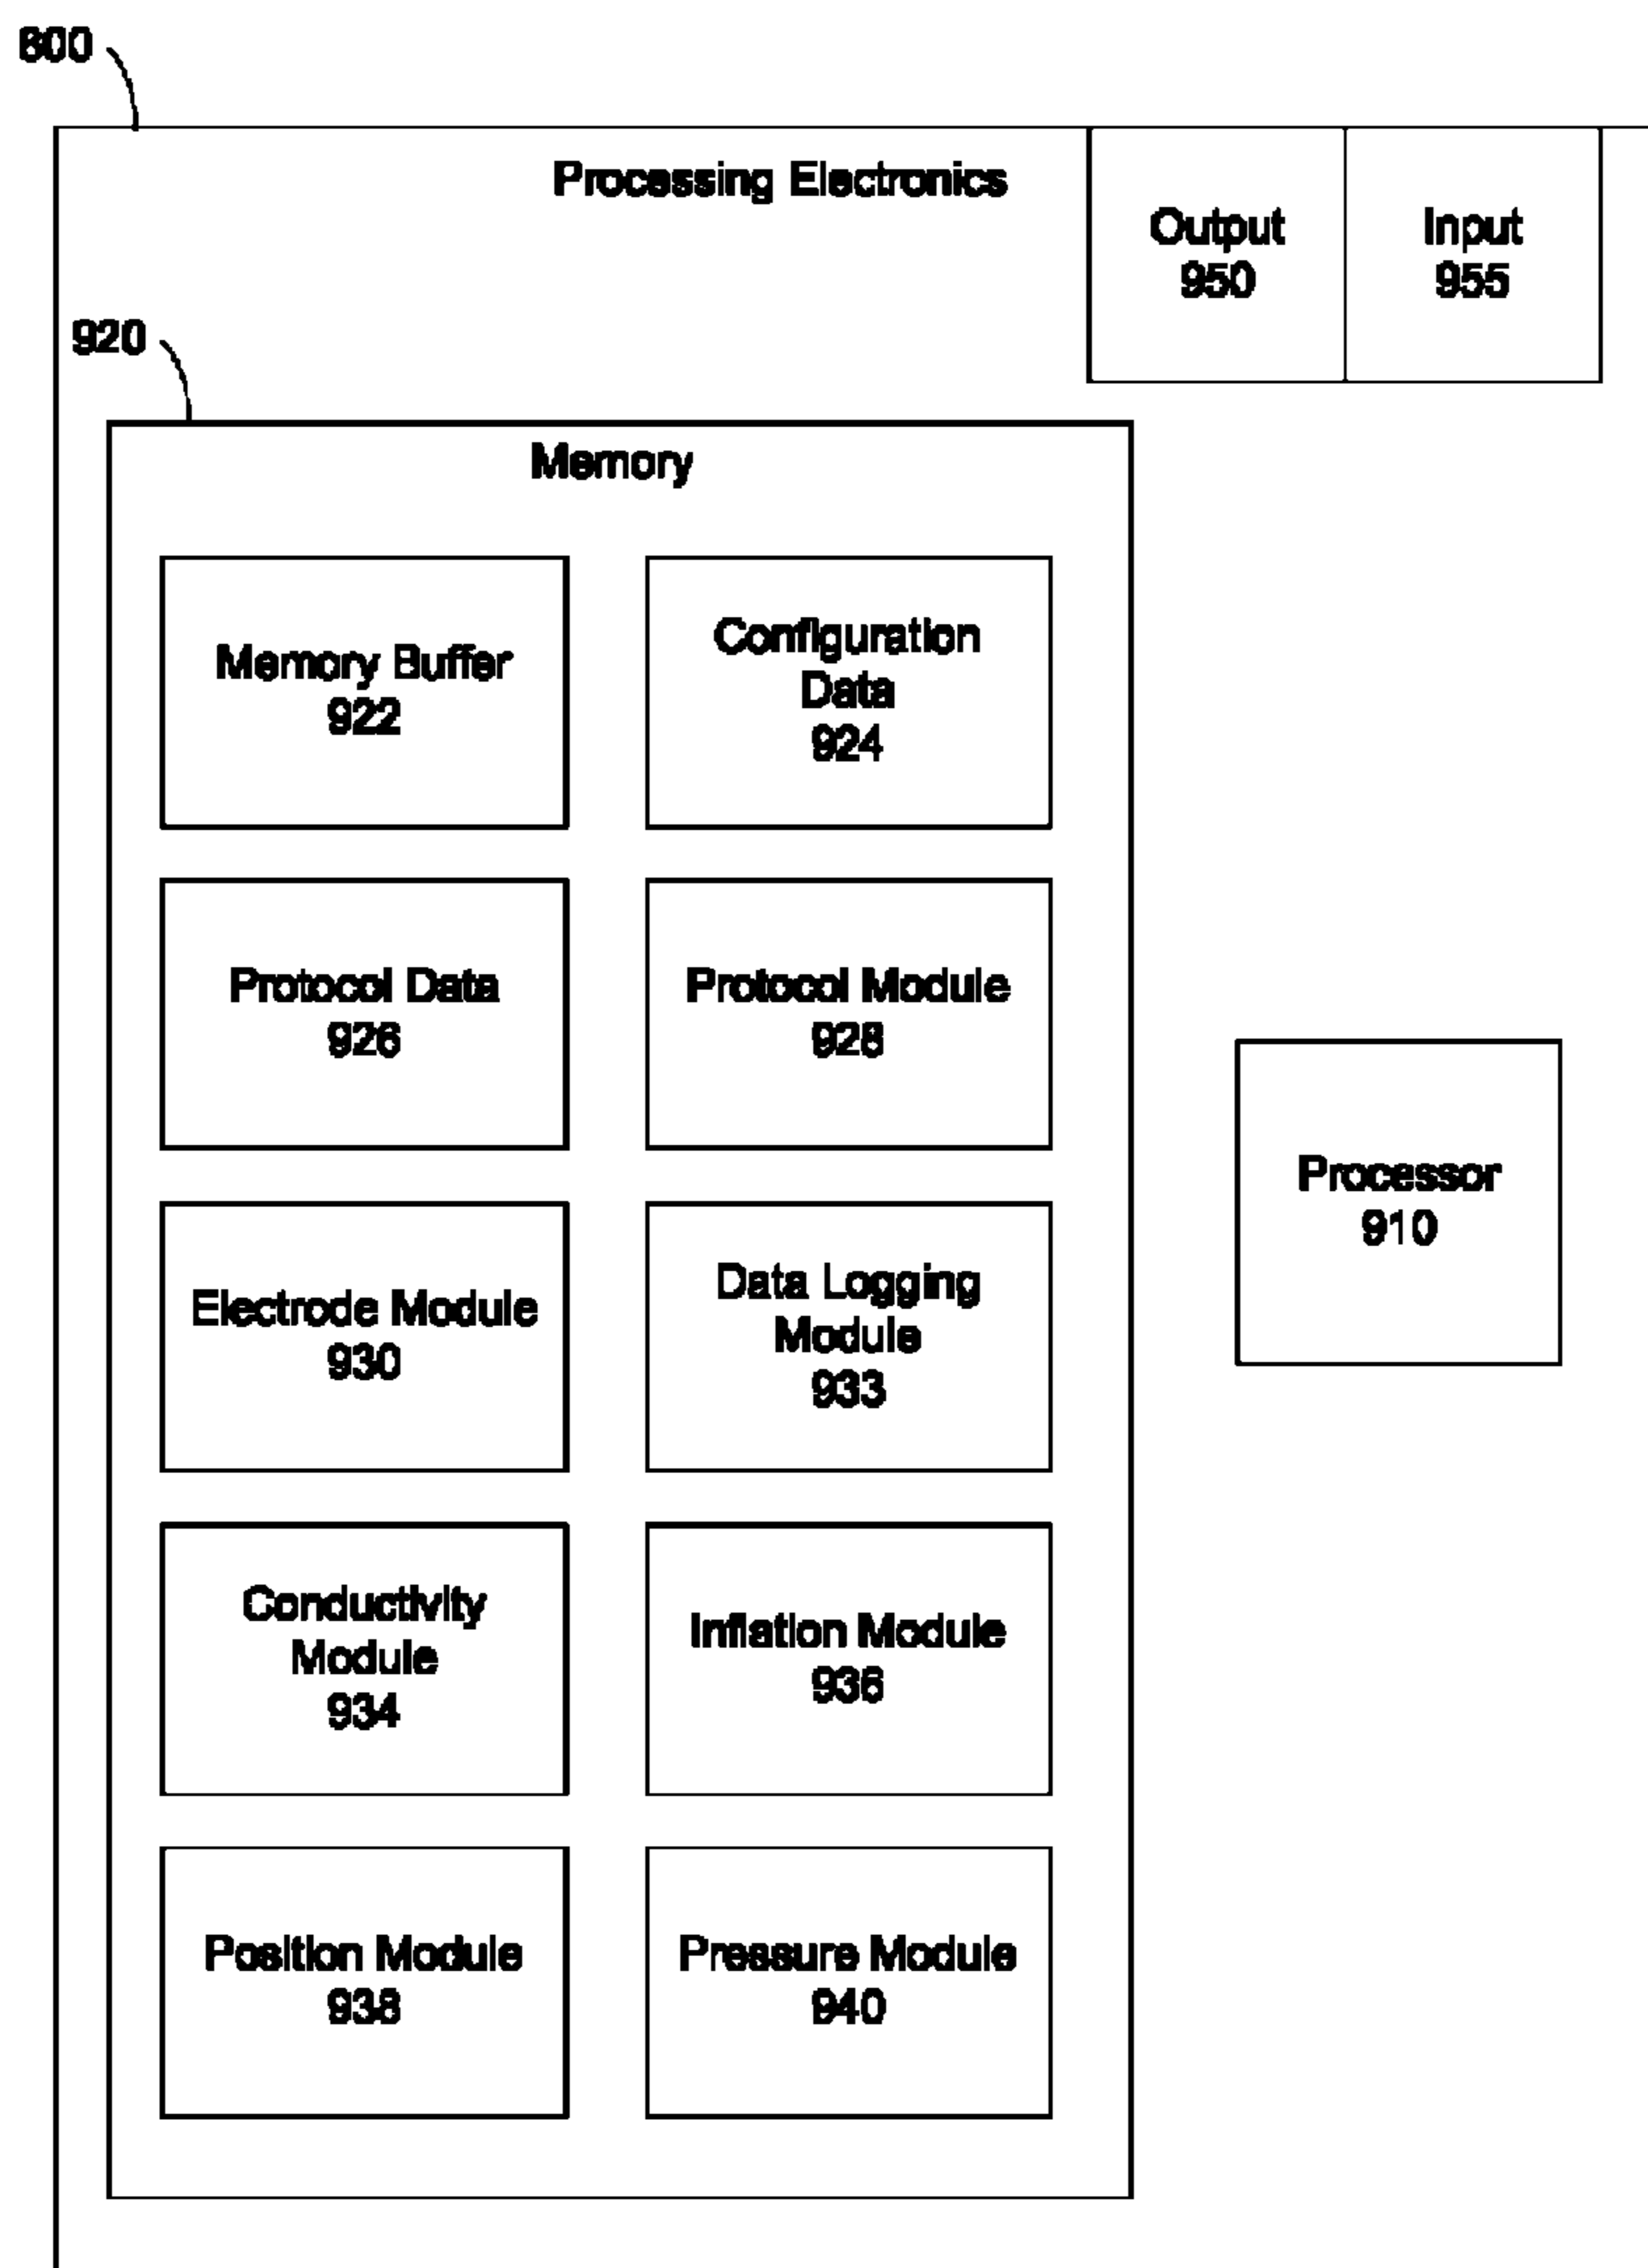 Processing Electronics
Output
950
Input
955
920
Memory
Memory Buffer
922
Configuration
Data
924
Protocol Data
926
Protocol Module
928
Electrode Module
930
Data Logging
Module
933
Processor
910
Conductivity
Module
934
Inflation Module
936
Position Module
938
Pressure Module
940